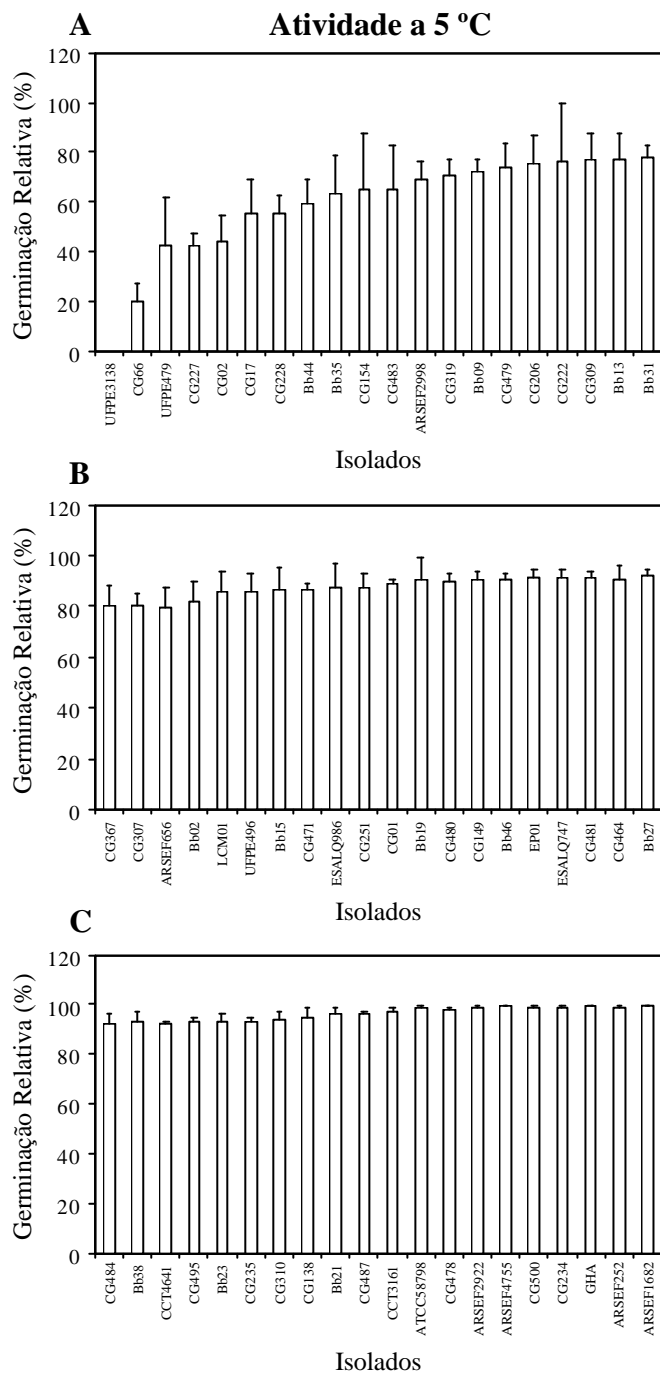 A Atividade a 5 ºC
Germinação Relativa (%)
120
100
80
60
40
20
0
UFPE3138
CG66
UFPE479
CG227
CG02
CG17
CG228
Bb44
Bb35
CG154
CG483
ARSEF2998
CG319
Bb09
CG479
CG206
CG222
CG309
Bb13
Bb31
Isolados
B
Germinação Relativa (%)
120
100
80
60
40
20
0
CG367
CG307
ARSEF656
Bb02
LCM01
UFPE496
Bb15
CG471
ESALQ986
CG251
CG01
Bb19
CG480
CG149
Bb46
EP01
ESALQ747
CG481
CG464
Bb27
Isolados
C
Germinação Relativa (%)
120
100
80
60
40
20
0
CG484
Bb38
CCT4641
CG495
Bb23
CG235
CG310
CG138
Bb21
CG487
CCT3161
ATCC58798
CG478
ARSEF2922
ARSEF4755
CG500
CG234
GHA
ARSEF252
ARSEF1682
Isolados